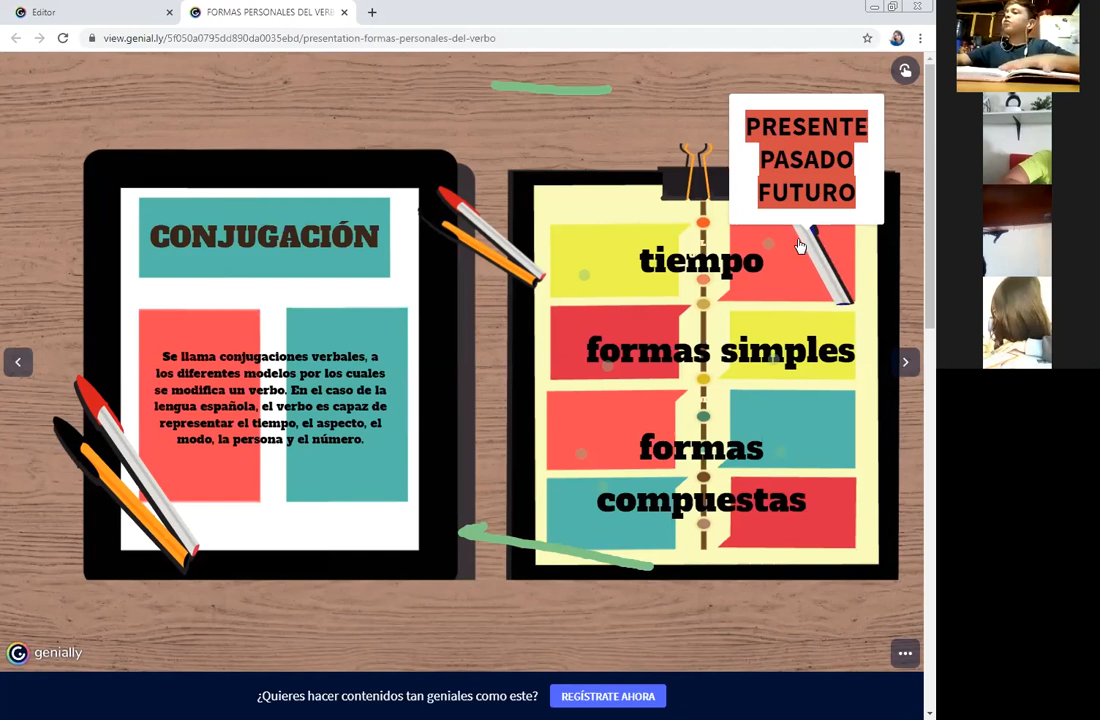 Editor
FORMAS PERSONALES DEL VERB
view.genial.ly/5f050a0795dd890da0035ebd/presentation-formas-personales-del-verbo
PRESENTE
PASADO
FUTURO
CONJUGACIÓN
Se llama conjugaciones verbales, a
los diferentes modelos por los cuales
se modifica un verbo. En el caso de la
lengua española, el verbo es capaz de
representar el tiempo, el aspecto, el
modo, la persona y el número.
tiempo
formas simples
formas
compuestas
genially
¿Quieres hacer contenidos tan geniales como este?
REGÍSTRATE AHORA